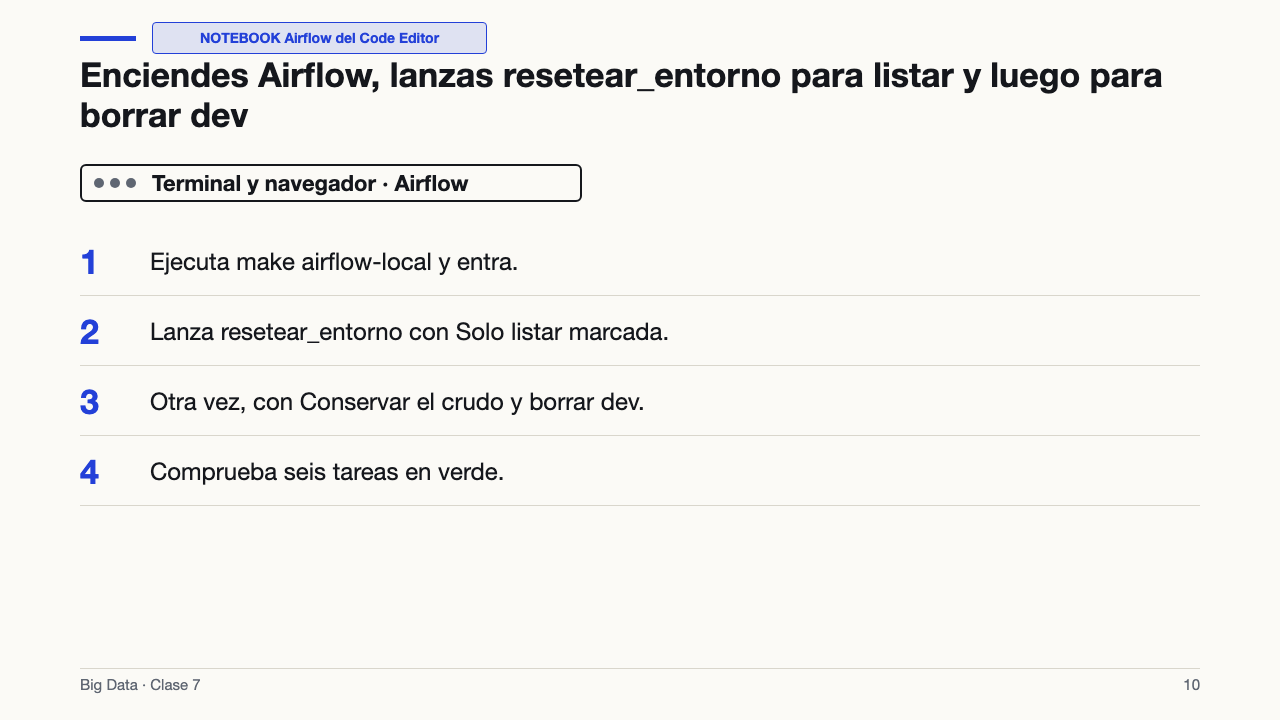 NOTEBOOK Airflow del Code Editor
Enciendes Airflow, lanzas resetear_entorno para listar y luego para
borrar dev
Terminal y navegador · Airflow
1 Ejecuta make airflow-local y entra.
2 Lanza resetear_entorno con Solo listar marcada.
3 Otra vez, con Conservar el crudo y borrar dev.
4 Comprueba seis tareas en verde.
Big Data · Clase 7 10